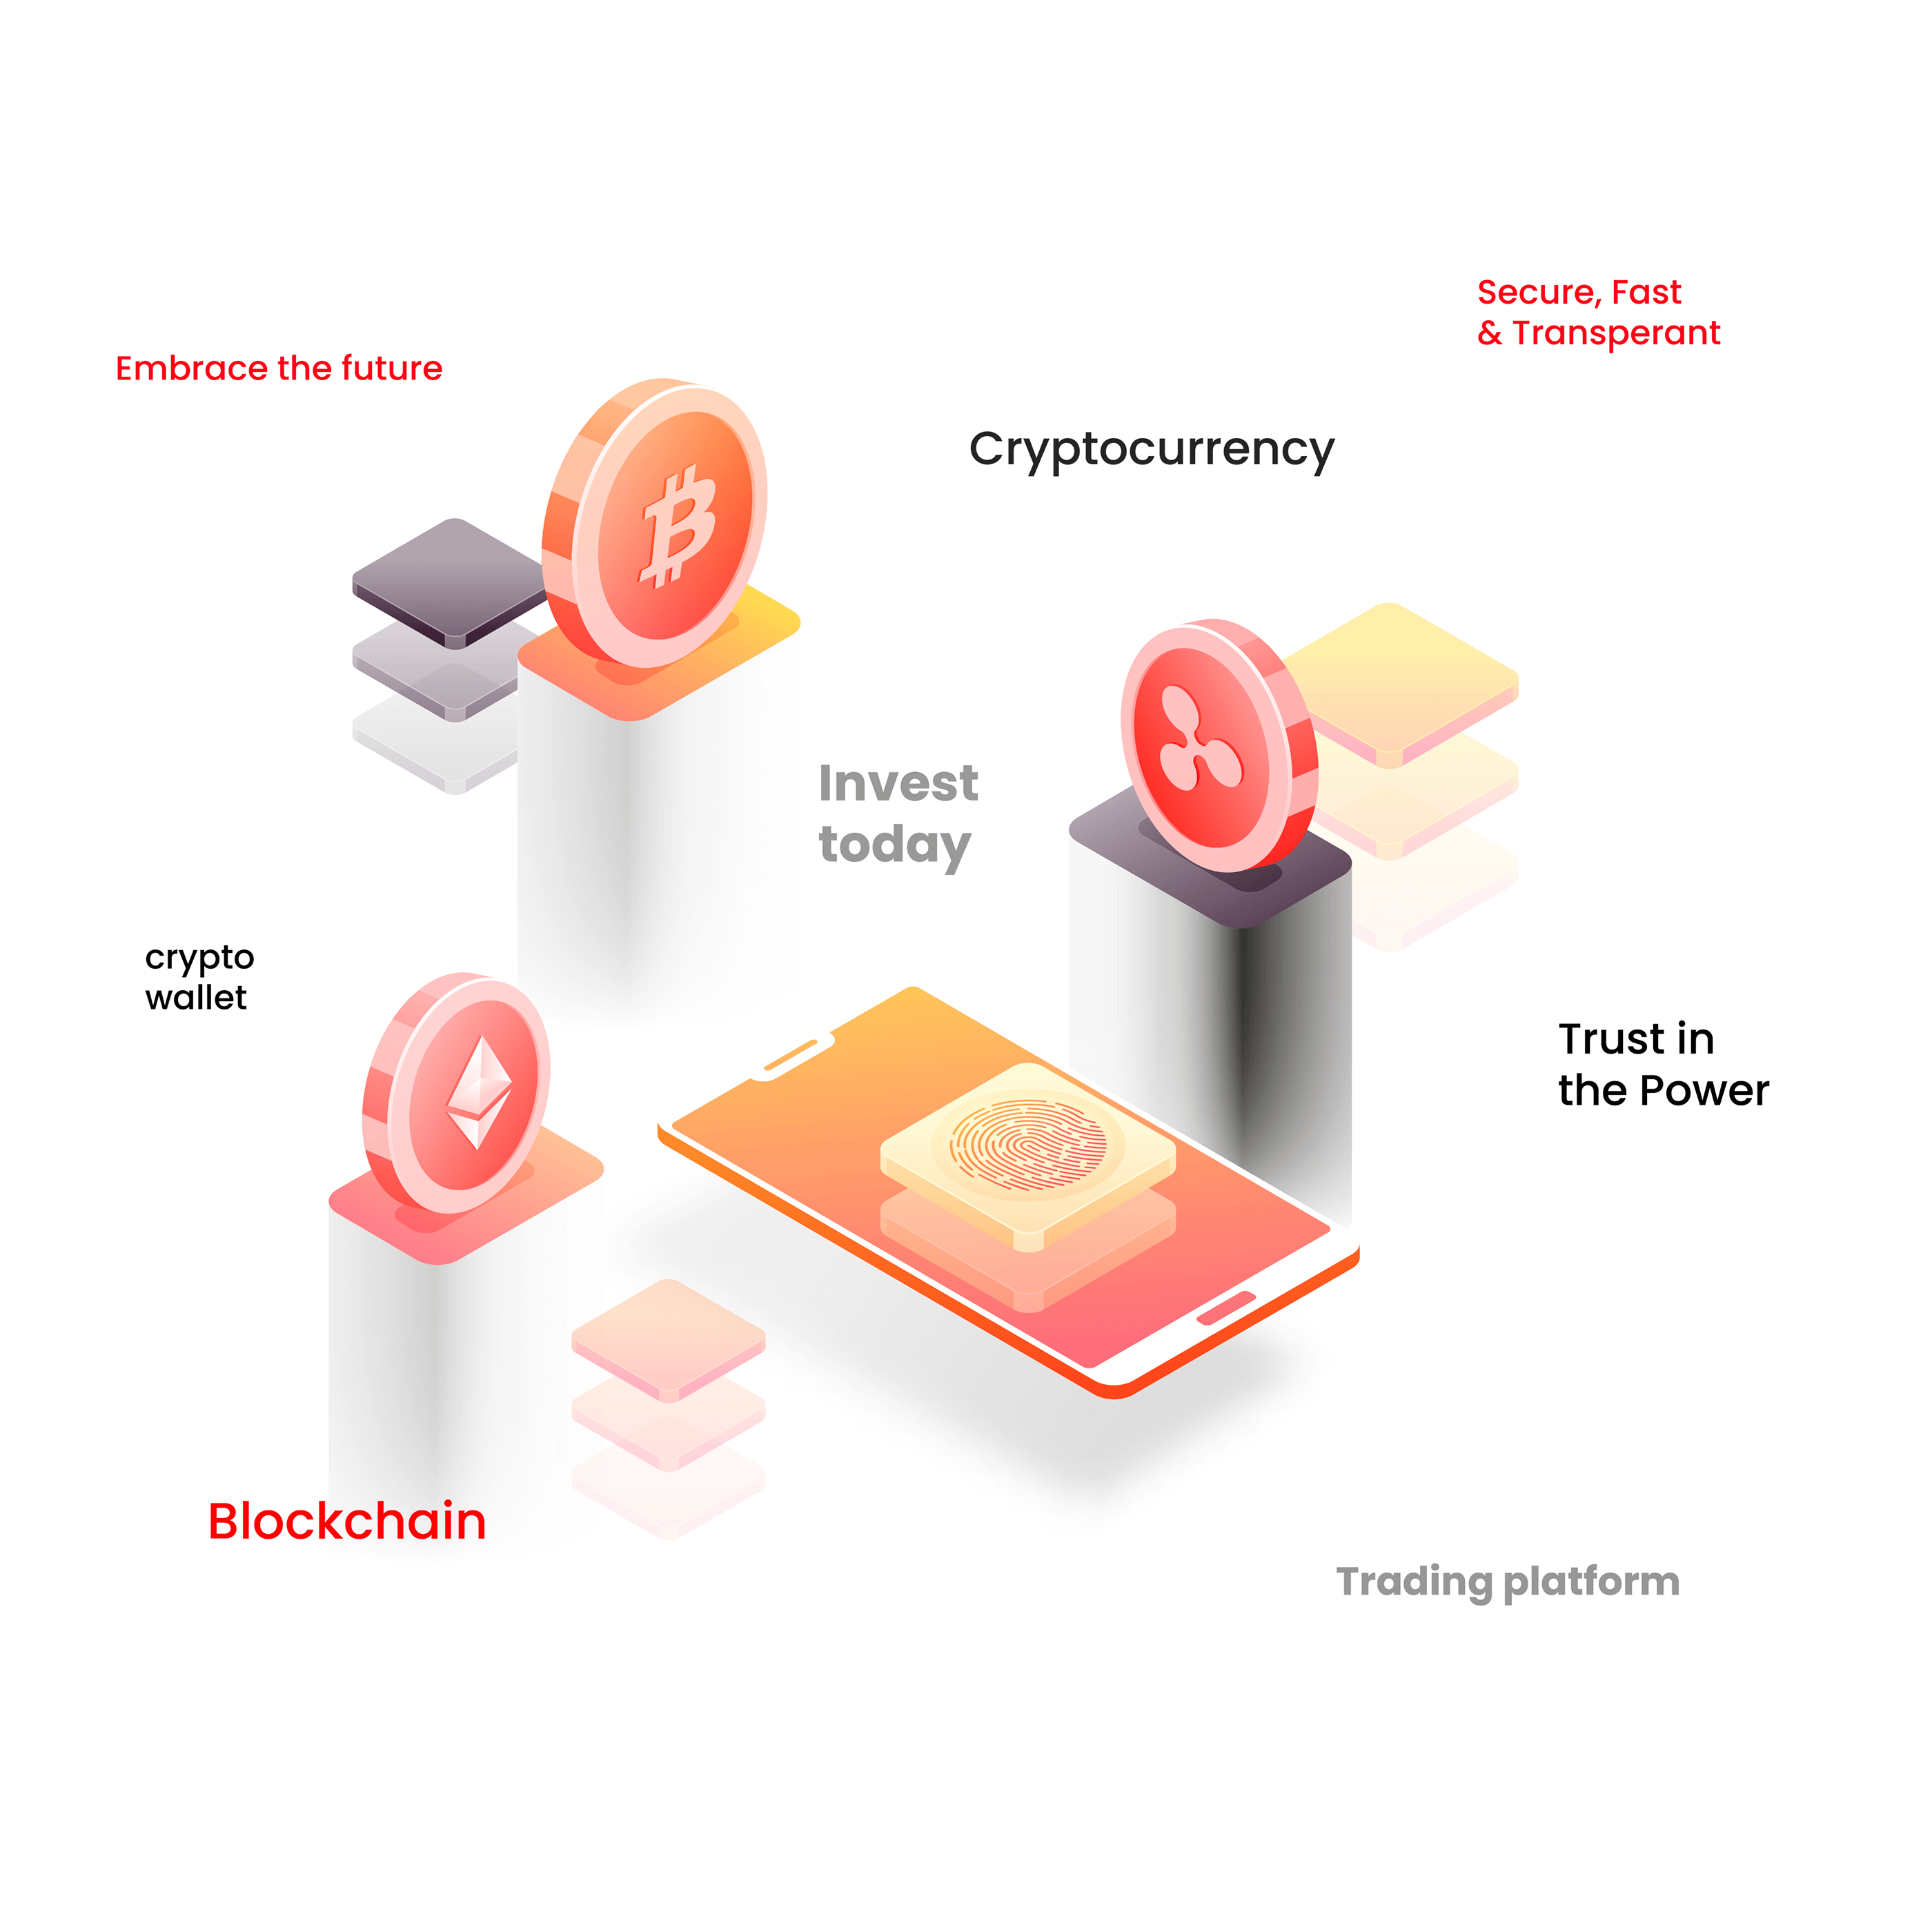 Secure, Fast
& Transperant
Embrace the future
Cryptocurrency
Invest
today
crypto
wallet
Trust in
the Power
Blockchain
Trading platform